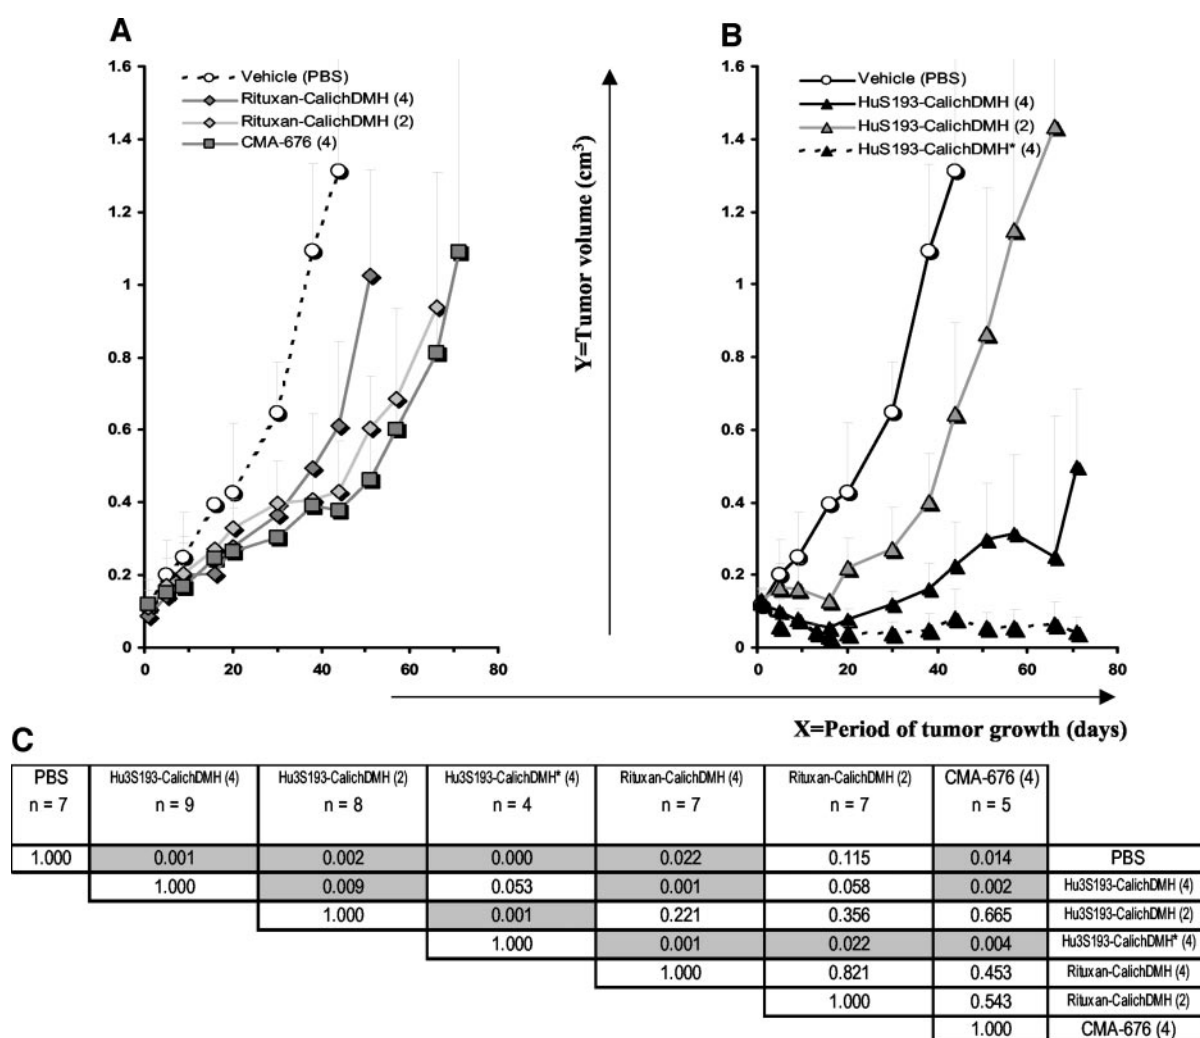 A
B
1.6
1.4
1.2
1
0.8
0.6
0.4
0.2
0
0
20
40
60
80
Vehicle (PBS)
Rituxan-CalichDMH (4)
Rituxan-CalichDMH (2)
CMA-676 (4)
Y=Tumor volume (cm³)
1.6
1.4
1.2
1
0.8
0.6
0.4
0.2
0
0
20
40
60
80
Vehicle (PBS)
HuS193-CalichDMH (4)
HuS193-CalichDMH (2)
HuS193-CalichDMH* (4)
X=Period of tumor growth (days)
C
PBS Hu3S193-CalichDMH (4) Hu3S193-CalichDMH (2) Hu3S193-CalichDMH* (4) Rituxan-CalichDMH (4) Rituxan-CalichDMH (2) CMA-676 (4)
n = 7 n = 9 n = 8 n = 4 n = 7 n = 7 n = 5
1.000 0.001 0.002 0.000 0.022 0.115 0.014 PBS
1.000 0.009 0.053 0.001 0.058 0.002 Hu3S193-CalichDMH (4)
1.000 0.001 0.221 0.356 0.665 Hu3S193-CalichDMH (2)
1.000 0.001 0.022 0.004 Hu3S193-CalichDMH* (4)
1.000 0.821 0.453 Rituxan-CalichDMH (4)
1.000 0.543 Rituxan-CalichDMH (2)
1.000 CMA-676 (4)